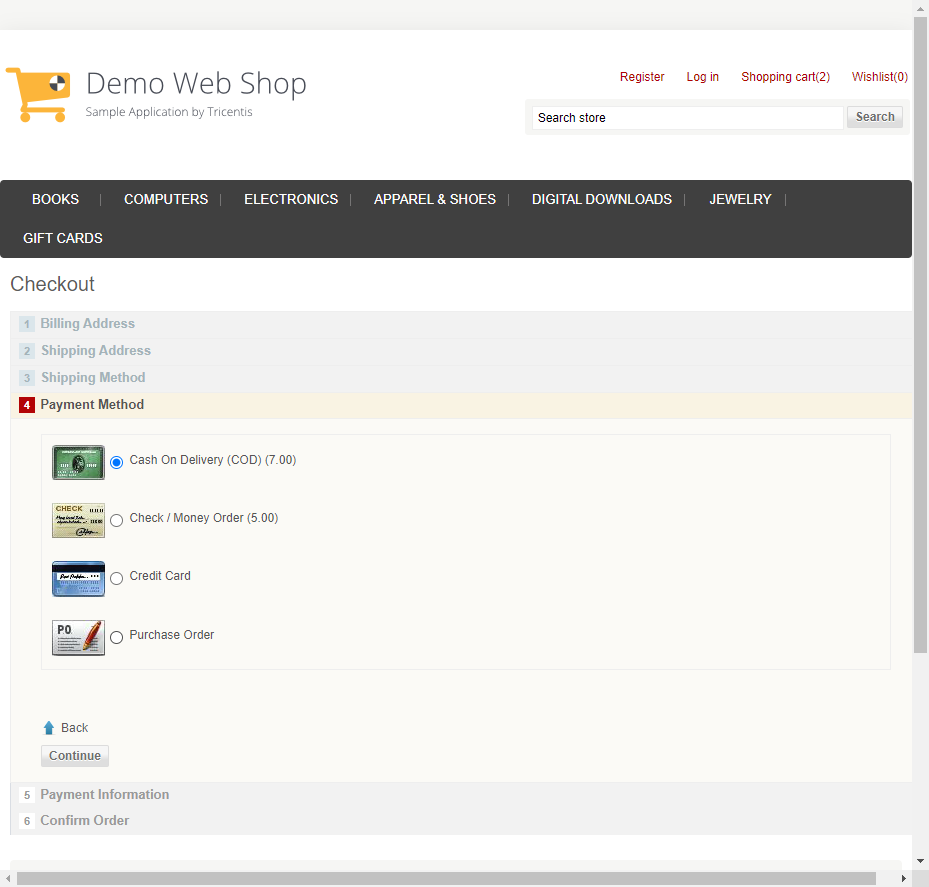 Demo Web Shop
Sample Application by Tricentis
Register Log in Shopping cart(2) Wishlist(0)
Search store Search
BOOKS COMPUTERS ELECTRONICS APPAREL & SHOES DIGITAL DOWNLOADS JEWELRY
GIFT CARDS
Checkout
1 Billing Address
2 Shipping Address
3 Shipping Method
4 Payment Method
Cash On Delivery (COD) (7.00)
CHECK
Check / Money Order (5.00)
Credit Card
P.O.
Purchase Order
Back
Continue
5 Payment Information
6 Confirm Order